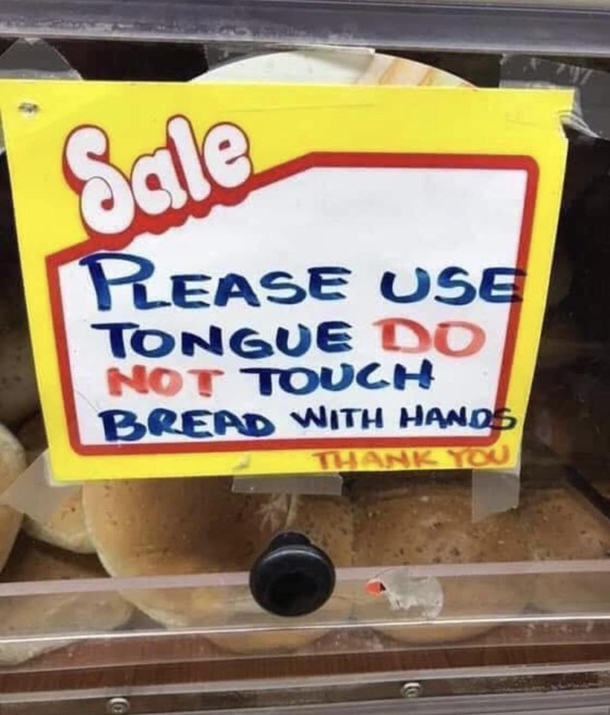 Sale
PLEASE USE
TONGUE DO
NOT TOUCH
BREAD WITH HANDS
THANK YOU